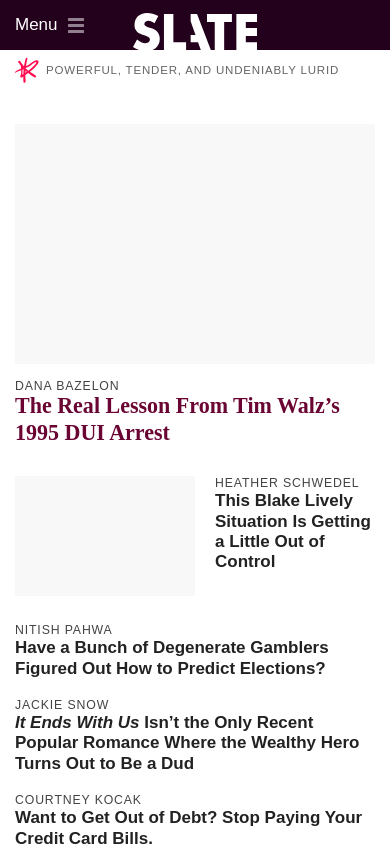 Menu
SLATE
POWERFUL, TENDER, AND UNDENIABLY LURID
DANA BAZELON
The Real Lesson From Tim Walz’s
1995 DUI Arrest
HEATHER SCHWEDEL
This Blake Lively
Situation Is Getting
a Little Out of
Control
NITISH PAHWA
Have a Bunch of Degenerate Gamblers
Figured Out How to Predict Elections?
JACKIE SNOW
It Ends With Us Isn’t the Only Recent
Popular Romance Where the Wealthy Hero
Turns Out to Be a Dud
COURTNEY KOCAK
Want to Get Out of Debt? Stop Paying Your
Credit Card Bills.